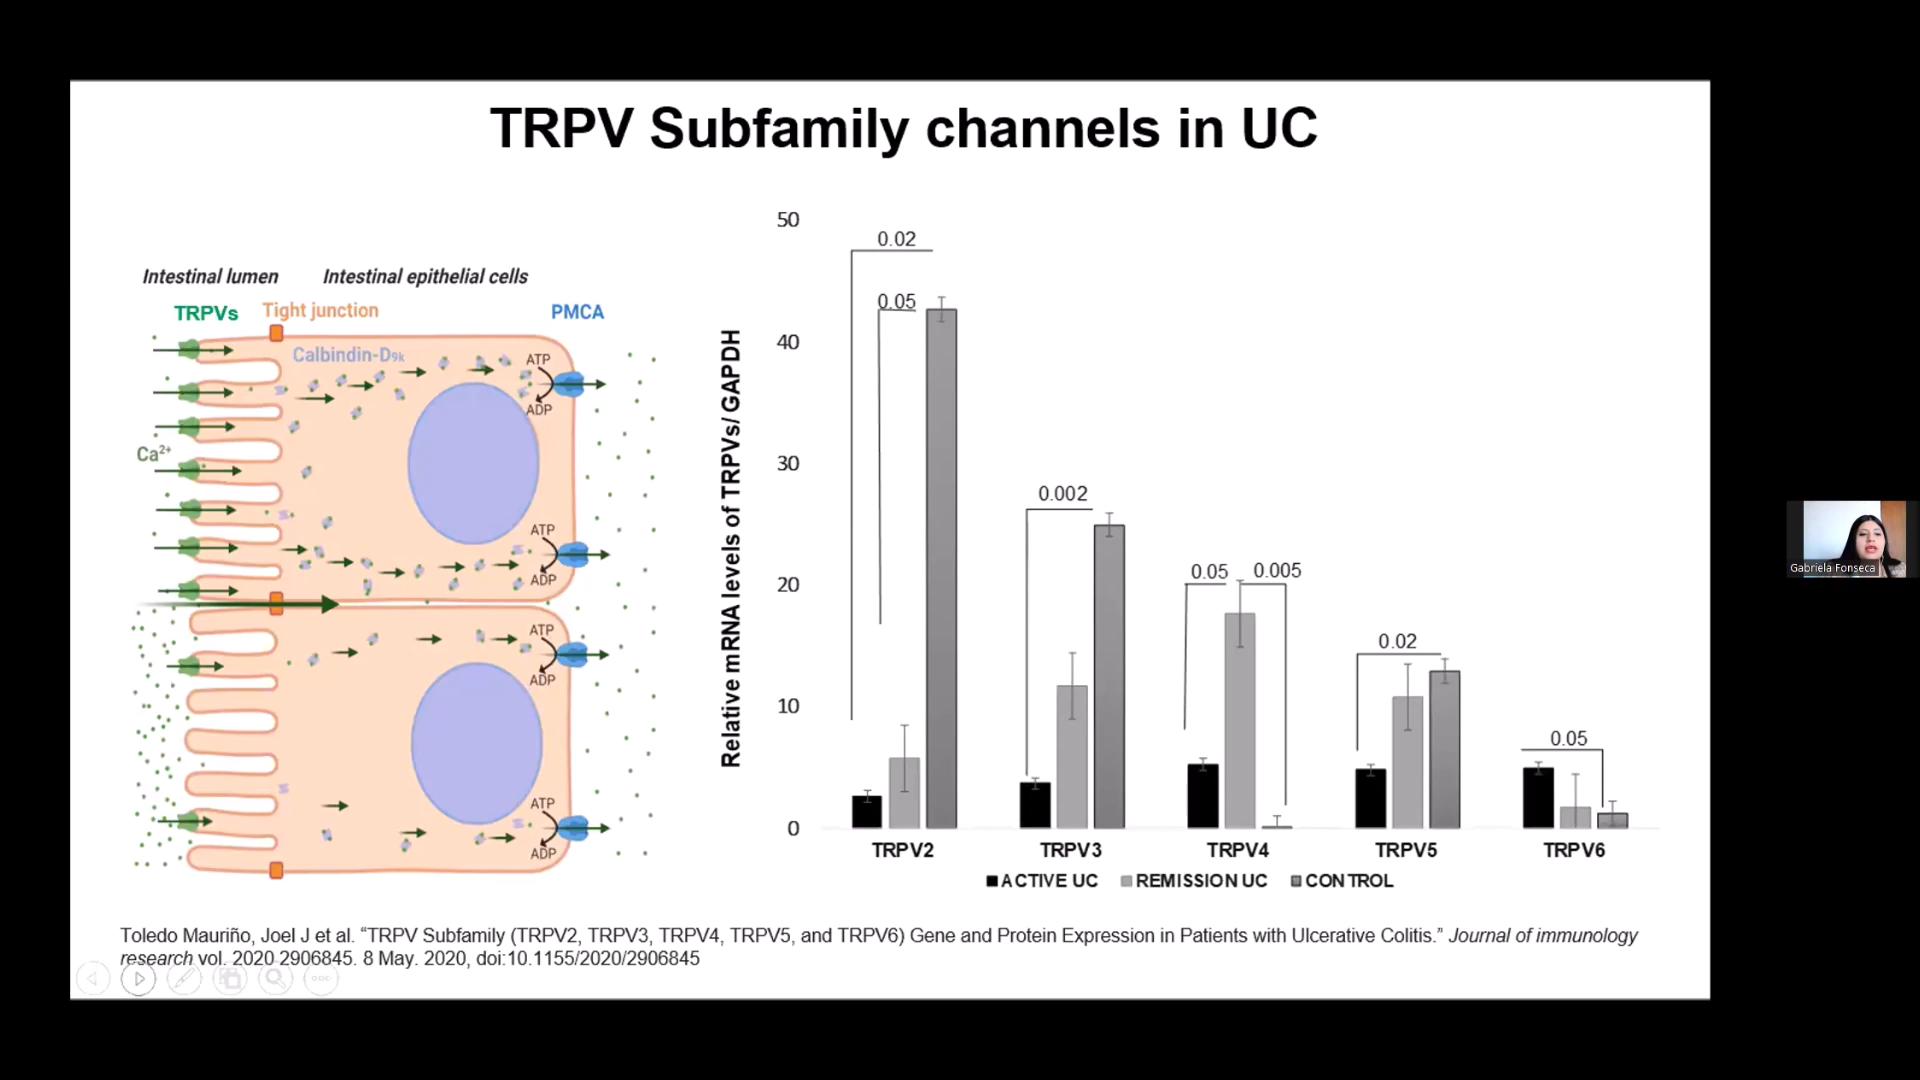 TRPV Subfamily channels in UC
Intestinal lumen
Intestinal epithelial cells
TRPVs
Tight junction
PMCA
Calbindin-D9k
ATP
ADP
Ca²⁺
ATP
ADP
ATP
ADP
ATP
ADP
Relative mRNA levels of TRPVs/GAPDH
50
40
30
20
10
0
0.02
0.05
0.002
0.05
0.005
0.02
0.05
TRPV2
TRPV3
TRPV4
TRPV5
TRPV6
ACTIVE UC
REMISSION UC
CONTROL
Toledo Mauriño, Joel J et al. “TRPV Subfamily (TRPV2, TRPV3, TRPV4, TRPV5, and TRPV6) Gene and Protein Expression in Patients with Ulcerative Colitis.” Journal of immunology
research vol. 2020 2906845. 8 May. 2020, doi:10.1155/2020/2906845
Gabriela Fonseca